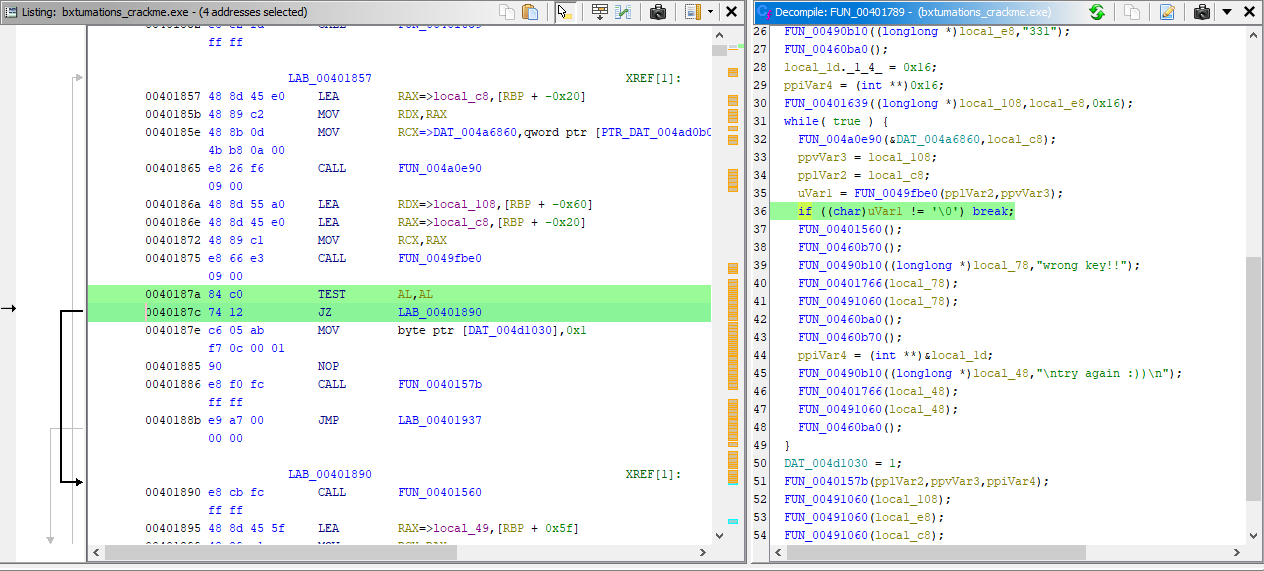 Listing: bxtumations_crackme.exe - (4 addresses selected)
ff ff
LAB_00401857 XREF[1]:
00401857 48 8d 45 e0 LEA RAX=>local_c8,[RBP + -0x20]
0040185b 48 89 c2 MOV RDX,RAX
0040185e 48 8b 0d MOV RCX=>DAT_004a6860,qword ptr [PTR_DAT_004ad0b0
4b b8 0a 00
00401865 e8 26 f6 CALL FUN_004a0e90
09 00
0040186a 48 8d 55 a0 LEA RDX=>local_108,[RBP + -0x60]
0040186e 48 8d 45 e0 LEA RAX=>local_c8,[RBP + -0x20]
00401872 48 89 c1 MOV RCX,RAX
00401875 e8 66 e3 CALL FUN_0049fbe0
09 00
0040187a 84 c0 TEST AL,AL
0040187c 74 12 JZ LAB_00401890
0040187e c6 05 ab MOV byte ptr [DAT_004d1030],0x1
f7 0c 00 01
00401885 90 NOP
00401886 e8 f0 fc CALL FUN_0040157b
ff ff
0040188b e9 a7 00 JMP LAB_00401937
00 00
LAB_00401890 XREF[1]:
00401890 e8 cb fc CALL FUN_00401560
ff ff
00401895 48 8d 45 5f LEA RAX=>local_49,[RBP + 0x5f]
Decompile: FUN_00401789 - (bxtumations_crackme.exe)
26 FUN_00490b10((longlong *)local_e8,"331");
27 FUN_00460ba0();
28 local_1d._1_4_ = 0x16;
29 ppiVar4 = (int **)0x16;
30 FUN_00401639((longlong *)local_108,local_e8,0x16);
31 while( true ) {
32 FUN_004a0e90(&DAT_004a6860,local_c8);
33 ppvVar3 = local_108;
34 pplVar2 = local_c8;
35 uVar1 = FUN_0049fbe0(pplVar2,ppvVar3);
36 if ((char)uVar1 != '\0') break;
37 FUN_00401560();
38 FUN_00460b70();
39 FUN_00490b10((longlong *)local_78,"wrong key!!");
40 FUN_00401766(local_78);
41 FUN_00491060(local_78);
42 FUN_00460ba0();
43 FUN_00460b70();
44 ppiVar4 = (int **)&local_1d;
45 FUN_00490b10((longlong *)local_48,"\ntry again :))\n");
46 FUN_00401766(local_48);
47 FUN_00491060(local_48);
48 FUN_00460ba0();
49 }
50 DAT_004d1030 = 1;
51 FUN_0040157b(pplVar2,ppvVar3,ppiVar4);
52 FUN_00491060(local_108);
53 FUN_00491060(local_e8);
54 FUN_00491060(local_c8);